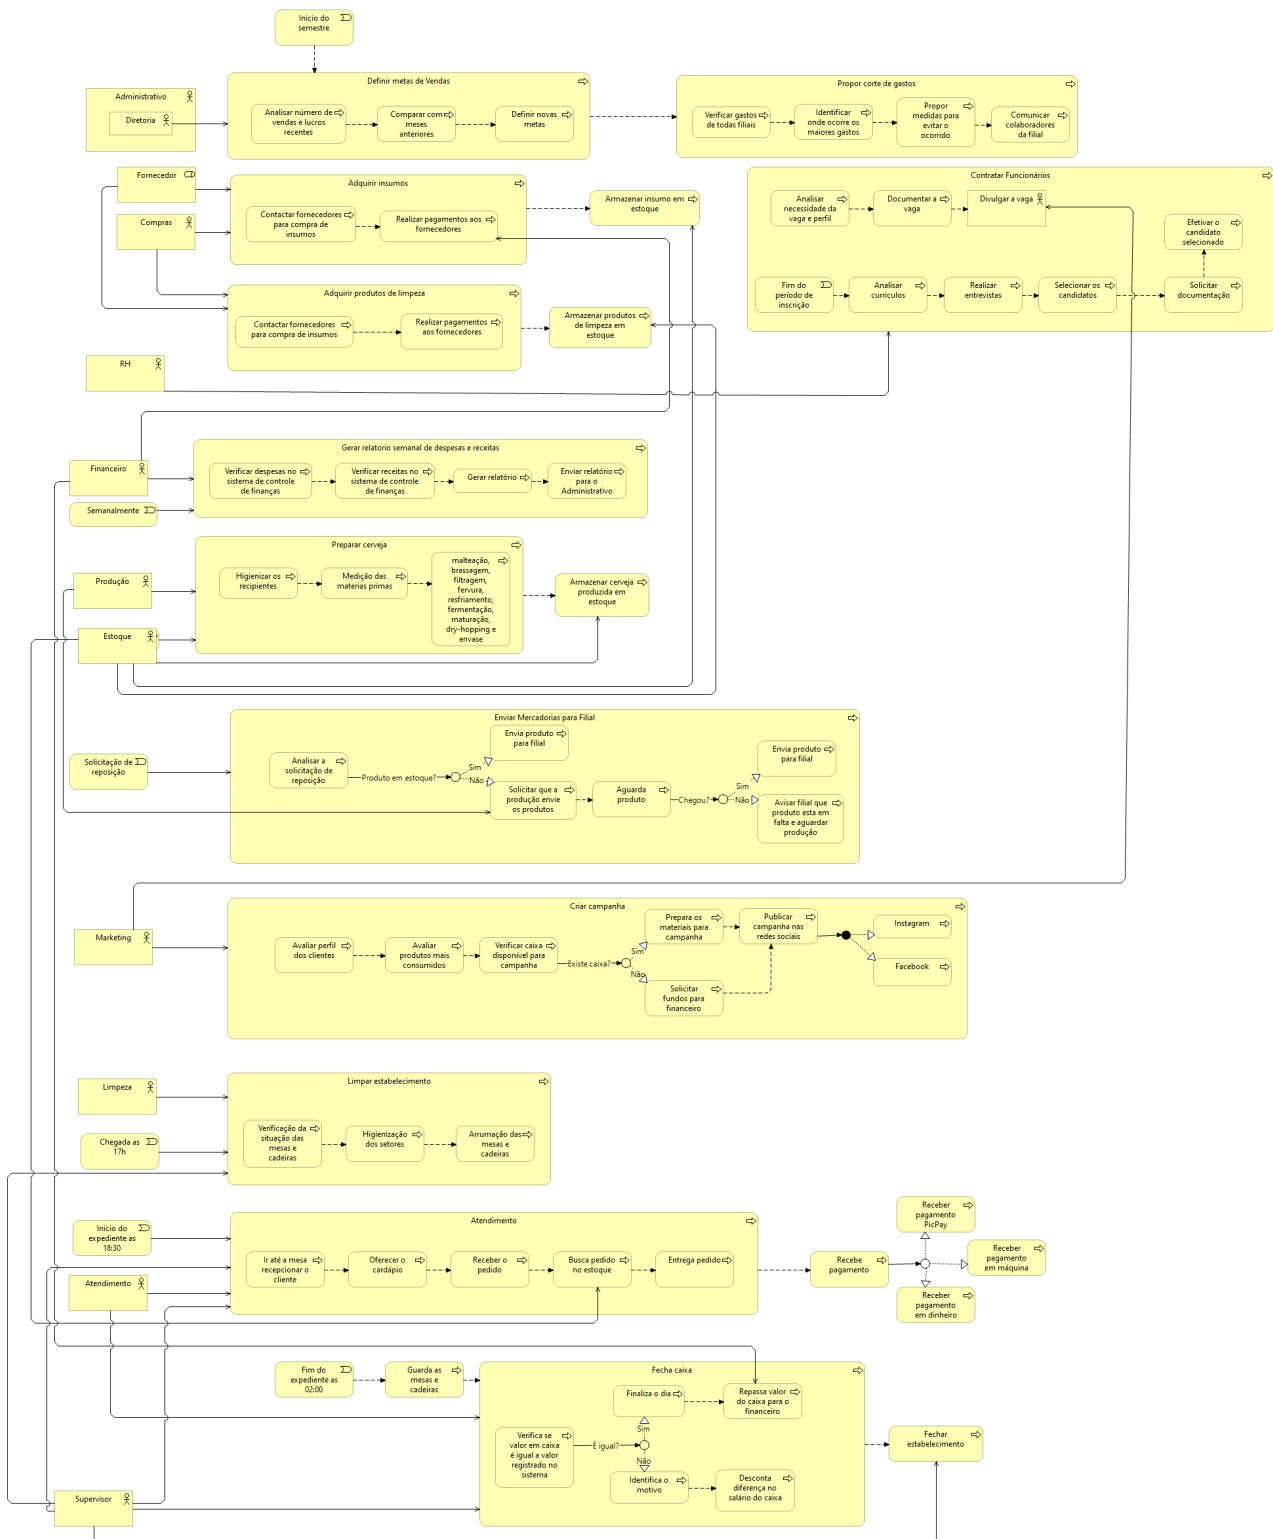 Inicio do
semestre
Definir metas de Vendas
Analisar número de
vendas e lucros
recentes
Comparar com
meses
anteriores
Definir novas
metas
Propor corte de gastos
Verificar gastos
de todas filiais
Identificar
onde ocorre os
maiores gastos
Propor
medidas para
evitar o
ocorrido
Comunicar
colaboradores
da filial
Administrativo
Diretoria
Fornecedor
Compras
Adquirir insumos
Contactar fornecedores
para compra de
insumos
Realizar pagamentos aos
fornecedores
Armazenar insumo em
estoque
Adquirir produtos de limpeza
Contactar fornecedores
para compra de insumos
Realizar pagamentos
aos fornecedores
Armazenar produtos
de limpeza em
estoque
Contratar Funcionários
Analisar
necessidade da
vaga e perfil
Documentar a
vaga
Divulgar a vaga
Efetivar o
candidato
selecionado
Fim do
período de
inscrição
Analisar
curriculos
Realizar
entrevistas
Selecionar os
candidatos
Solicitar
documentação
RH
Financeiro
Semanalmente
Gerar relatorio semanal de despesas e receitas
Verificar despesas no
sistema de controle
de finanças
Verificar receitas no
sistema de controle
de finanças
Gerar relatório
Enviar relatório
para o
Administrativo
Produção
Estoque
Preparar cerveja
Higienizar os
recipientes
Medição das
materias primas
malteação,
brassagem,
filtragem,
fervura,
resfriamento,
fermentação,
maturação,
dry-hopping e
envase
Armazenar cerveja
produzida em
estoque
Solicitação de
reposição
Enviar Mercadorias para Filial
Analisar a
solicitação de
reposição
Produto em estoque?
Sim
Não
Envia produto
para filial
Solicitar que a
produção envie
os produtos
Aguarda
produto
Chegou?
Sim
Não
Envia produto
para filial
Avisar filial que
produto esta em
falta e aguardar
produção
Marketing
Criar campanha
Avaliar perfil
dos clientes
Avaliar
produtos mais
consumidos
Verificar caixa
disponível para
campanha
Existe caixa?
Sim
Não
Prepara os
materiais para
campanha
Solicitar
fundos para
financeiro
Publicar
campanha nas
redes sociais
Instagram
Facebook
Limpeza
Chegada as
17h
Limpar estabelecimento
Verificação da
situação das
mesas e
cadeiras
Higienização
dos setores
Arrumação das
mesas e
cadeiras
Inicio do
expediente as
18:30
Atendimento
Atendimento
Ir até a mesa
recepcionar o
cliente
Oferecer o
cardápio
Receber o
pedido
Busca pedido
no estoque
Entrega pedido
Recebe
pagamento
Receber
pagamento
PicPay
Receber
pagamento
em máquina
Receber
pagamento
em dinheiro
Fim do
expediente as
02:00
Guarda as
mesas e
cadeiras
Fecha caixa
Verifica se
valor em caixa
é igual a valor
registrado no
sistema
É igual?
Sim
Não
Finaliza o dia
Repassa valor
do caixa para o
financeiro
Identifica o
motivo
Desconta
diferença no
salário do caixa
Fechar
estabelecimento
Supervisor